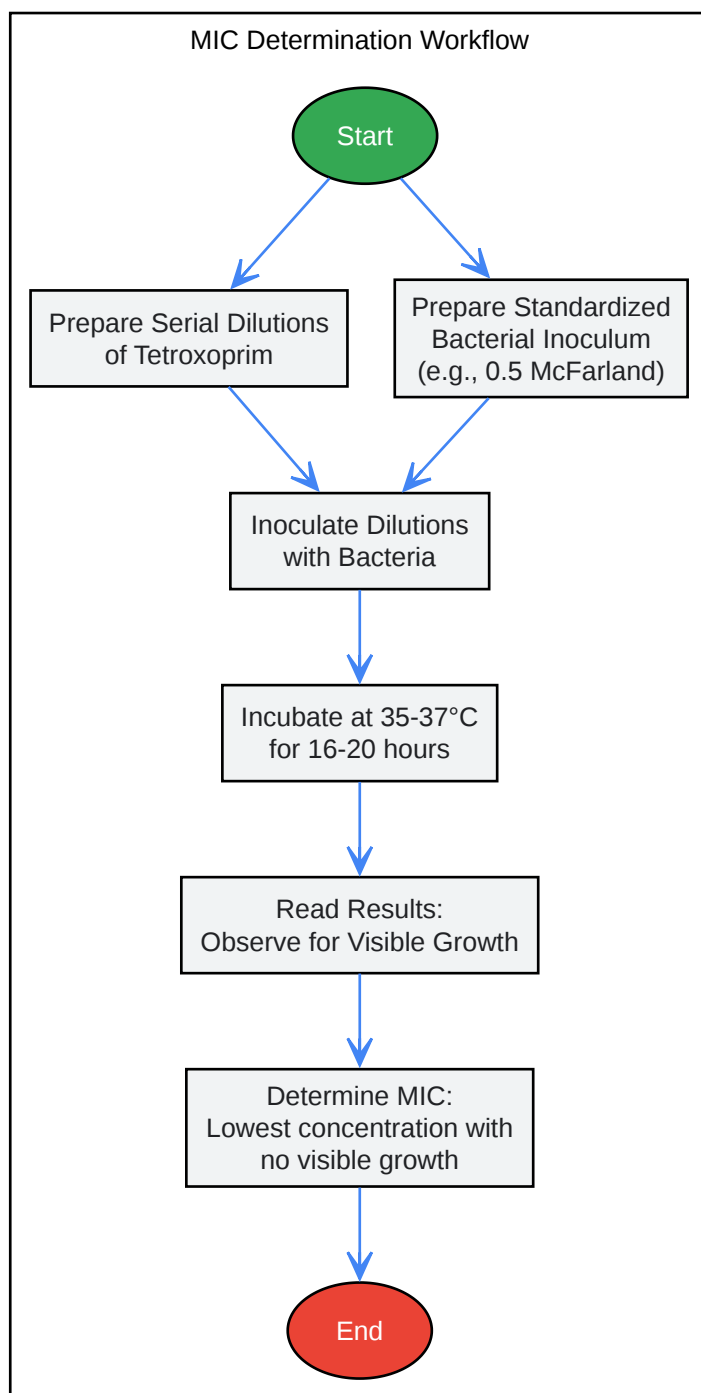 MIC Determination Workflow
Start
Prepare Serial Dilutions
of Tetroxoprim
Prepare Standardized
Bacterial Inoculum
(e.g., 0.5 McFarland)
Inoculate Dilutions
with Bacteria
Incubate at 35-37°C
for 16-20 hours
Read Results:
Observe for Visible Growth
Determine MIC:
Lowest concentration with
no visible growth
End